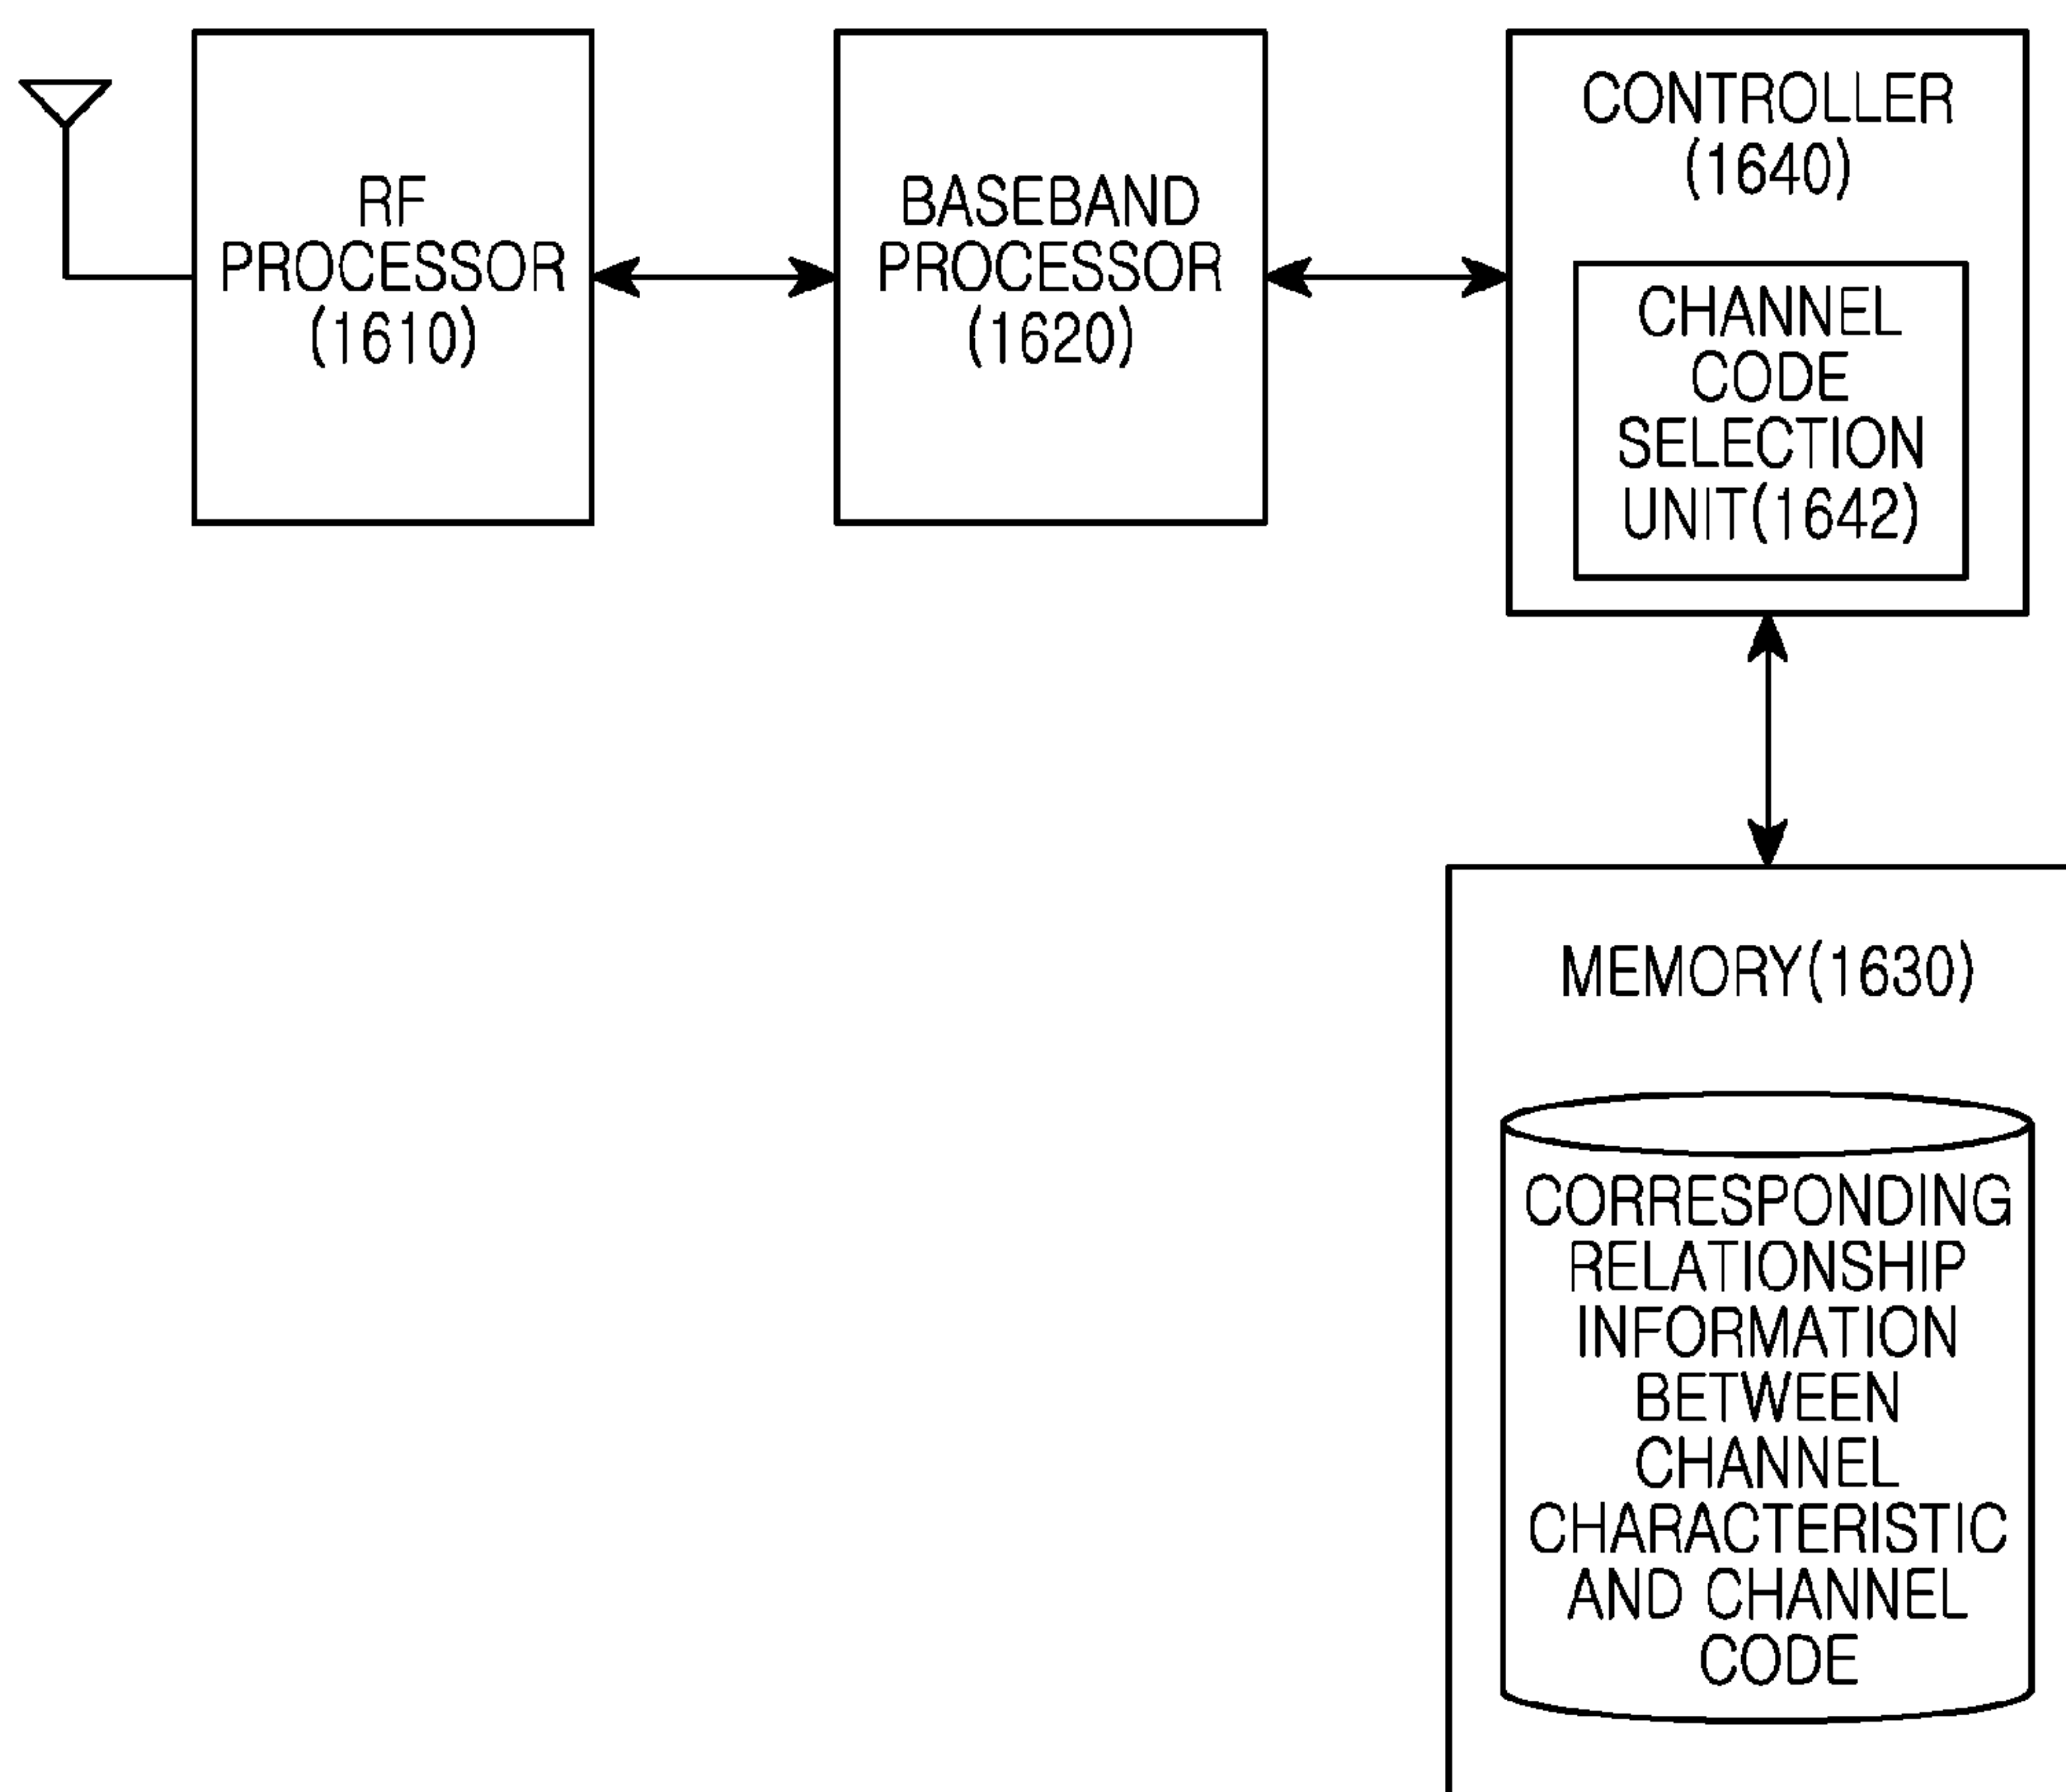 RF
PROCESSOR
(1610)
BASEBAND
PROCESSOR
(1620)
CONTROLLER
(1640)
CHANNEL
CODE
SELECTION
UNIT(1642)
MEMORY(1630)
CORRESPONDING
RELATIONSHIP
INFORMATION
BETWEEN
CHANNEL
CHARACTERISTIC
AND CHANNEL
CODE